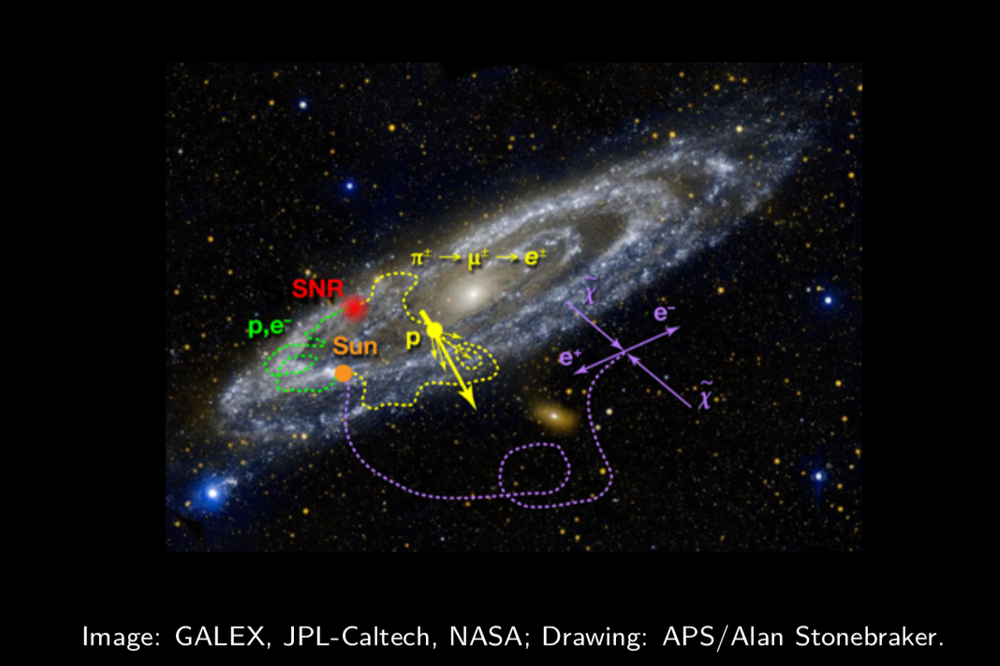 π± → μ± → e±
SNR
χ̃
e⁻
p,e⁻
p
Sun
e⁺
χ̃
Image: GALEX, JPL-Caltech, NASA; Drawing: APS/Alan Stonebraker.